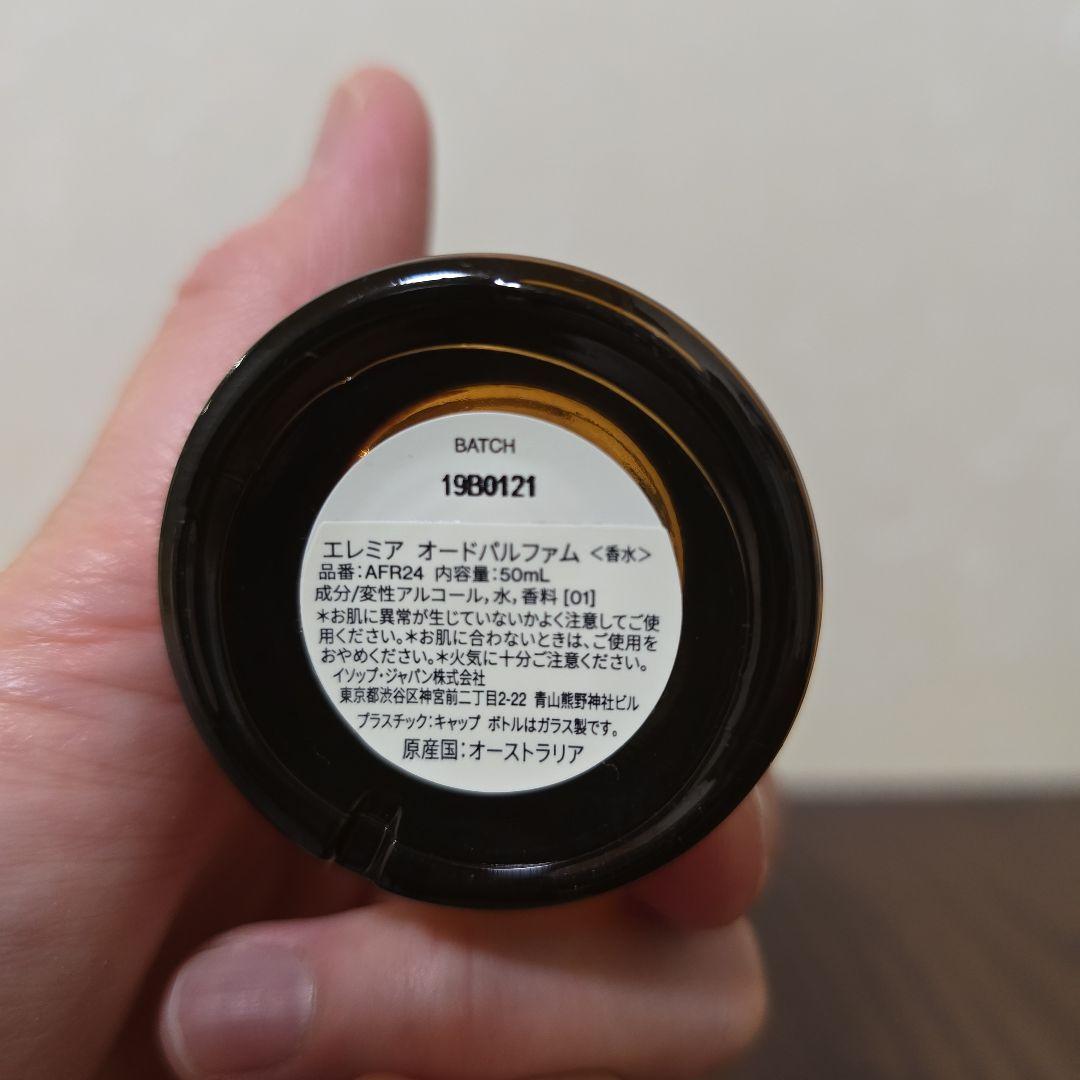 BATCH
19B0121
エレミア オードパルファム <香水>
品番:AFR24 内容量:50mL
成分/変性アルコール,水,香料 [01]
*お肌に異常が生じていないかよく注意してご使
用ください。*お肌に合わないときは、ご使用を
おやめください。*火気に十分ご注意ください。
イソップ・ジャパン株式会社
東京都渋谷区神宮前二丁目2-22 青山熊野神社ビル
プラスチック:キャップ ボトルはガラス製です。
原産国:オーストラリア